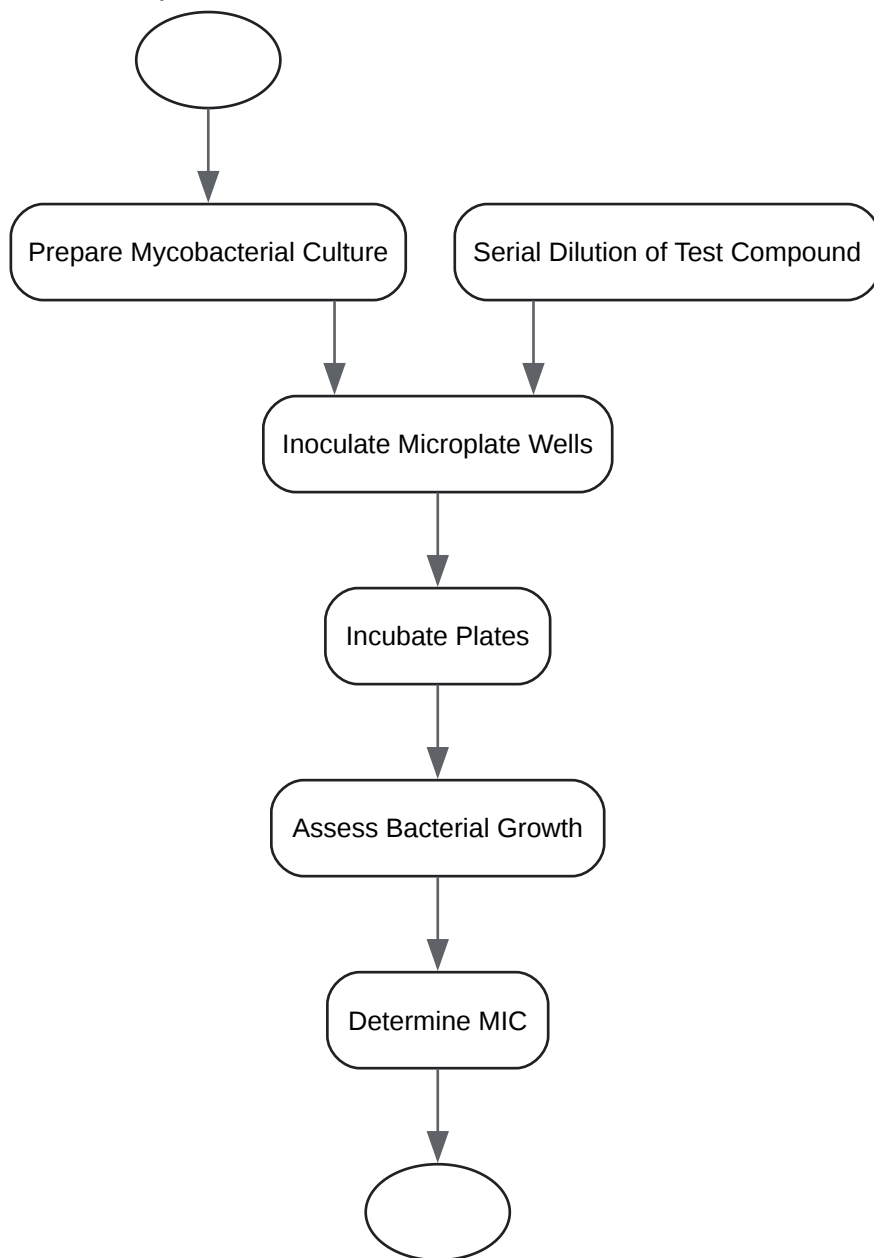 Prepare Mycobacterial Culture
Serial Dilution of Test Compound
Inoculate Microplate Wells
Incubate Plates
Assess Bacterial Growth
Determine MIC